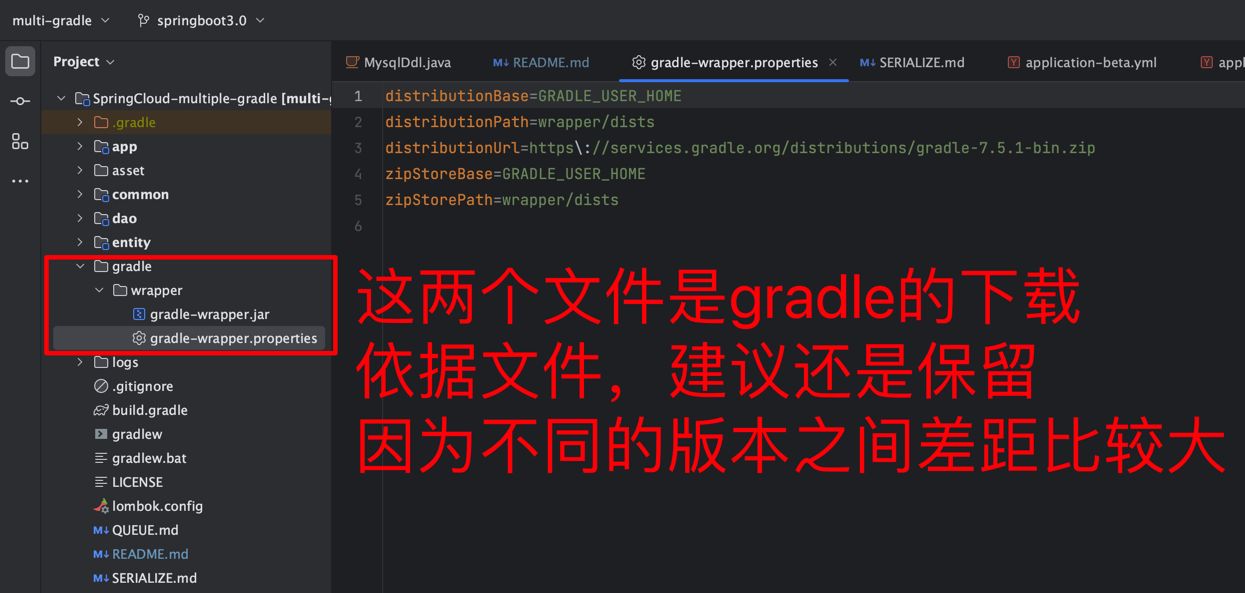 multi-gradle
springboot3.0
Project
MysqlDdl.java
M↓ README.md
gradle-wrapper.properties
M↓ SERIALIZE.md
application-beta.yml
appl
SpringCloud-multiple-gradle [multi-g
.gradle
app
asset
common
dao
entity
gradle
wrapper
gradle-wrapper.jar
gradle-wrapper.properties
logs
.gitignore
build.gradle
gradlew
gradlew.bat
LICENSE
lombok.config
M↓ QUEUE.md
M↓ README.md
M↓ SERIALIZE.md
1 distributionBase=GRADLE_USER_HOME
2 distributionPath=wrapper/dists
3 distributionUrl=https\://services.gradle.org/distributions/gradle-7.5.1-bin.zip
4 zipStoreBase=GRADLE_USER_HOME
5 zipStorePath=wrapper/dists
6
这两个文件是gradle的下载
依据文件，建议还是保留
因为不同的版本之间差距比较大